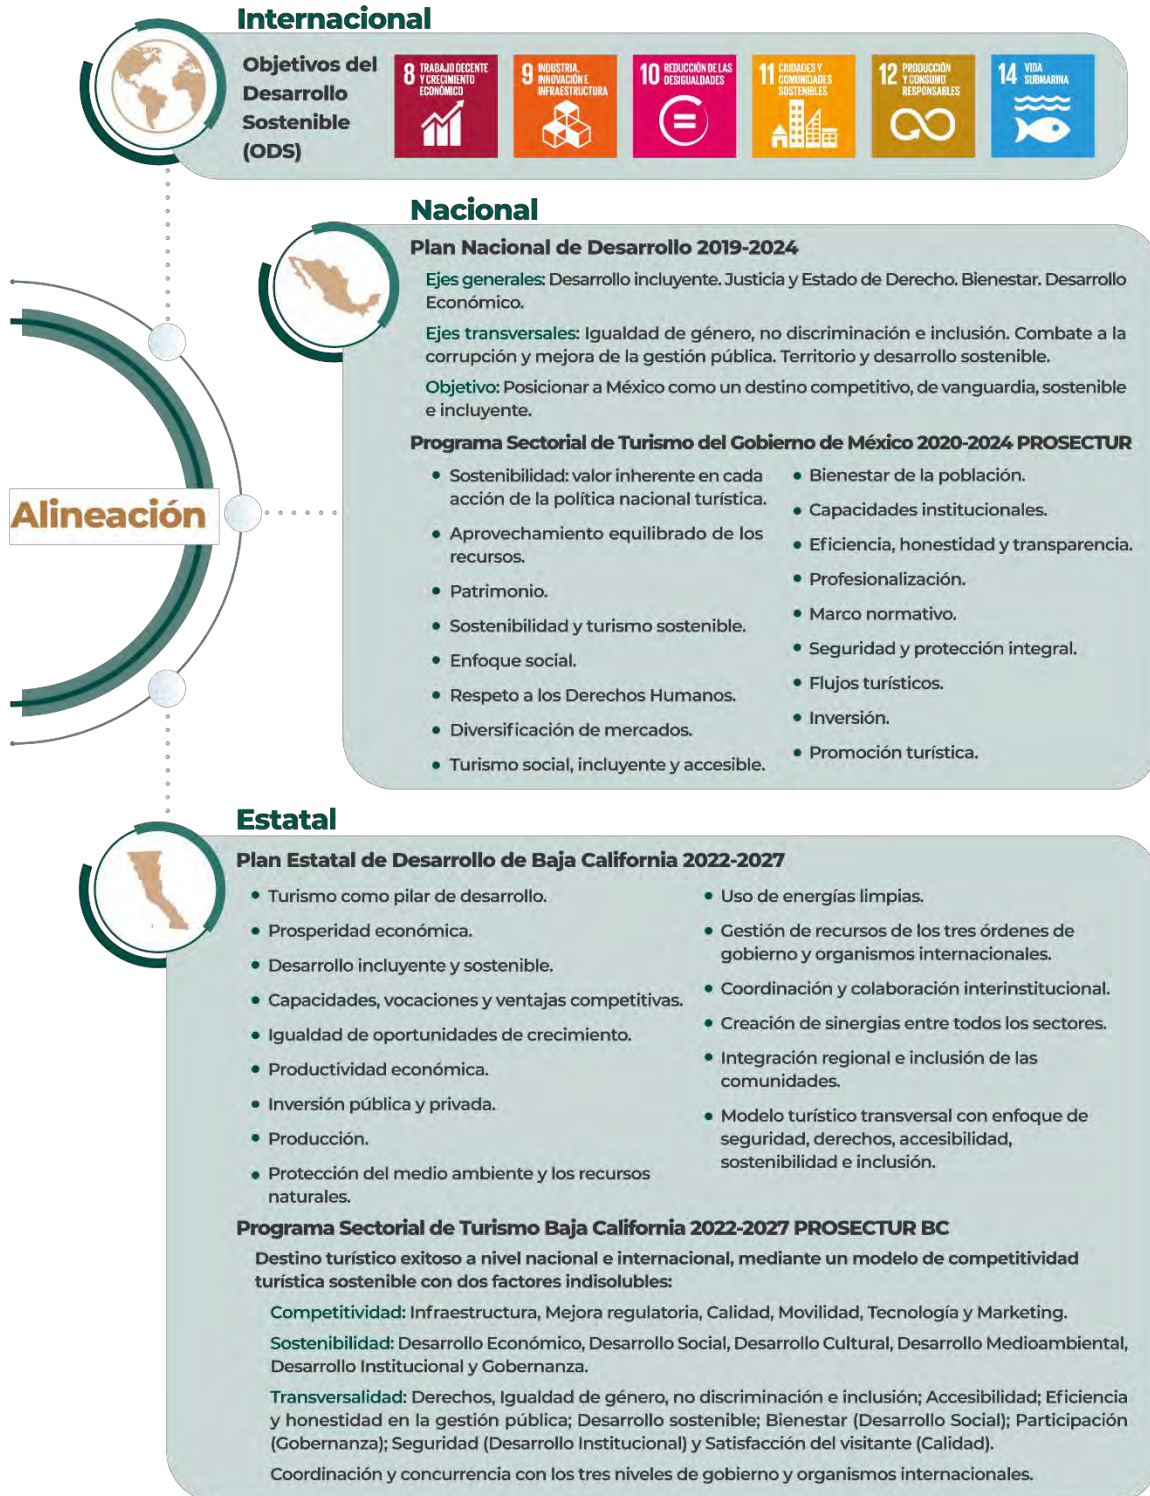 Internacional
Objetivos del
Desarrollo
Sostenible
(ODS)
8 TRABAJO DECENTE
Y CRECIMIENTO
ECONÓMICO
9 INDUSTRIA,
INNOVACIÓN E
INFRAESTRUCTURA
10 REDUCCIÓN DE LAS
DESIGUALDADES
11 CIUDADES Y
COMUNIDADES
SOSTENIBLES
12 PRODUCCIÓN
Y CONSUMO
RESPONSABLES
14 VIDA
SUBMARINA
Nacional
Plan Nacional de Desarrollo 2019-2024
Ejes generales: Desarrollo incluyente. Justicia y Estado de Derecho. Bienestar. Desarrollo
Económico.
Ejes transversales: Igualdad de género, no discriminación e inclusión. Combate a la
corrupción y mejora de la gestión pública. Territorio y desarrollo sostenible.
Objetivo: Posicionar a México como un destino competitivo, de vanguardia, sostenible
e incluyente.
Programa Sectorial de Turismo del Gobierno de México 2020-2024 PROSECTUR
• Sostenibilidad: valor inherente en cada
acción de la política nacional turística.
• Aprovechamiento equilibrado de los
recursos.
• Patrimonio.
• Sostenibilidad y turismo sostenible.
• Enfoque social.
• Respeto a los Derechos Humanos.
• Diversificación de mercados.
• Turismo social, incluyente y accesible.
• Bienestar de la población.
• Capacidades institucionales.
• Eficiencia, honestidad y transparencia.
• Profesionalización.
• Marco normativo.
• Seguridad y protección integral.
• Flujos turísticos.
• Inversión.
• Promoción turística.
Alineación
Estatal
Plan Estatal de Desarrollo de Baja California 2022-2027
• Turismo como pilar de desarrollo.
• Prosperidad económica.
• Desarrollo incluyente y sostenible.
• Capacidades, vocaciones y ventajas competitivas.
• Igualdad de oportunidades de crecimiento.
• Productividad económica.
• Inversión pública y privada.
• Producción.
• Protección del medio ambiente y los recursos
naturales.
• Uso de energías limpias.
• Gestión de recursos de los tres órdenes de
gobierno y organismos internacionales.
• Coordinación y colaboración interinstitucional.
• Creación de sinergias entre todos los sectores.
• Integración regional e inclusión de las
comunidades.
• Modelo turístico transversal con enfoque de
seguridad, derechos, accesibilidad,
sostenibilidad e inclusión.
Programa Sectorial de Turismo Baja California 2022-2027 PROSECTUR BC
Destino turístico exitoso a nivel nacional e internacional, mediante un modelo de competitividad
turística sostenible con dos factores indisolubles:
Competitividad: Infraestructura, Mejora regulatoria, Calidad, Movilidad, Tecnología y Marketing.
Sostenibilidad: Desarrollo Económico, Desarrollo Social, Desarrollo Cultural, Desarrollo Medioambiental,
Desarrollo Institucional y Gobernanza.
Transversalidad: Derechos, Igualdad de género, no discriminación e inclusión; Accesibilidad; Eficiencia
y honestidad en la gestión pública; Desarrollo sostenible; Bienestar (Desarrollo Social); Participación
(Gobernanza); Seguridad (Desarrollo Institucional) y Satisfacción del visitante (Calidad).
Coordinación y concurrencia con los tres niveles de gobierno y organismos internacionales.